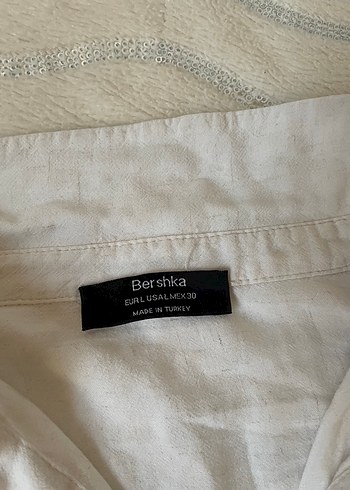 Bershka
EUR L USA L MEX 30
MADE IN TURKEY